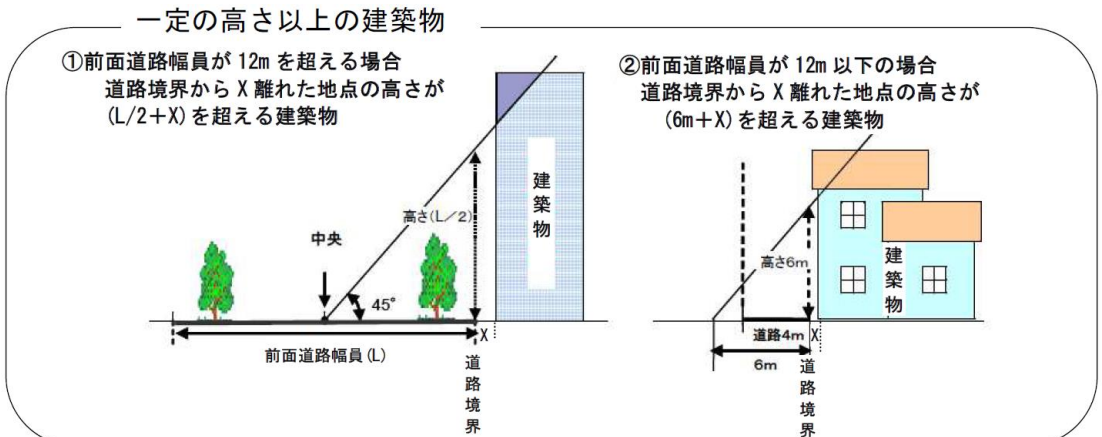 一定の高さ以上の建築物
①前面道路幅員が 12m を超える場合
道路境界から X 離れた地点の高さが
(L/2+X)を超える建築物
中央
高さ(L/2)
45°
建築物
前面道路幅員(L)
X
道路境界
②前面道路幅員が 12m 以下の場合
道路境界から X 離れた地点の高さが
(6m+X)を超える建築物
高さ6m
建築物
道路4m
X
6m
道路境界